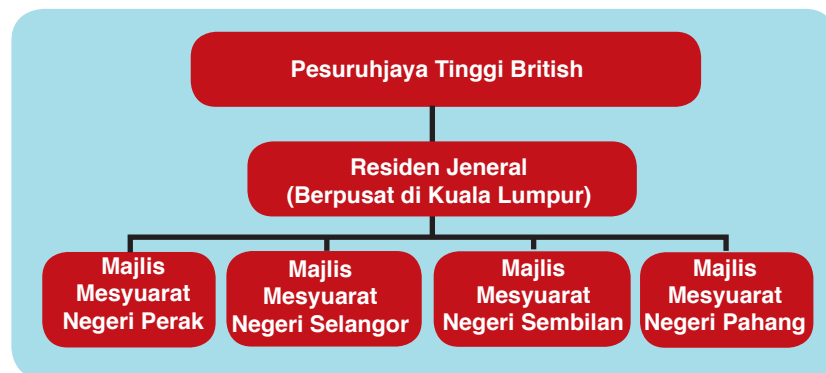 Pesuruhjaya Tinggi British
Residen Jeneral
(Berpusat di Kuala Lumpur)
Majlis
Mesyuarat
Negeri Perak
Majlis
Mesyuarat
Negeri Selangor
Majlis
Mesyuarat
Negeri Sembilan
Majlis
Mesyuarat
Negeri Pahang